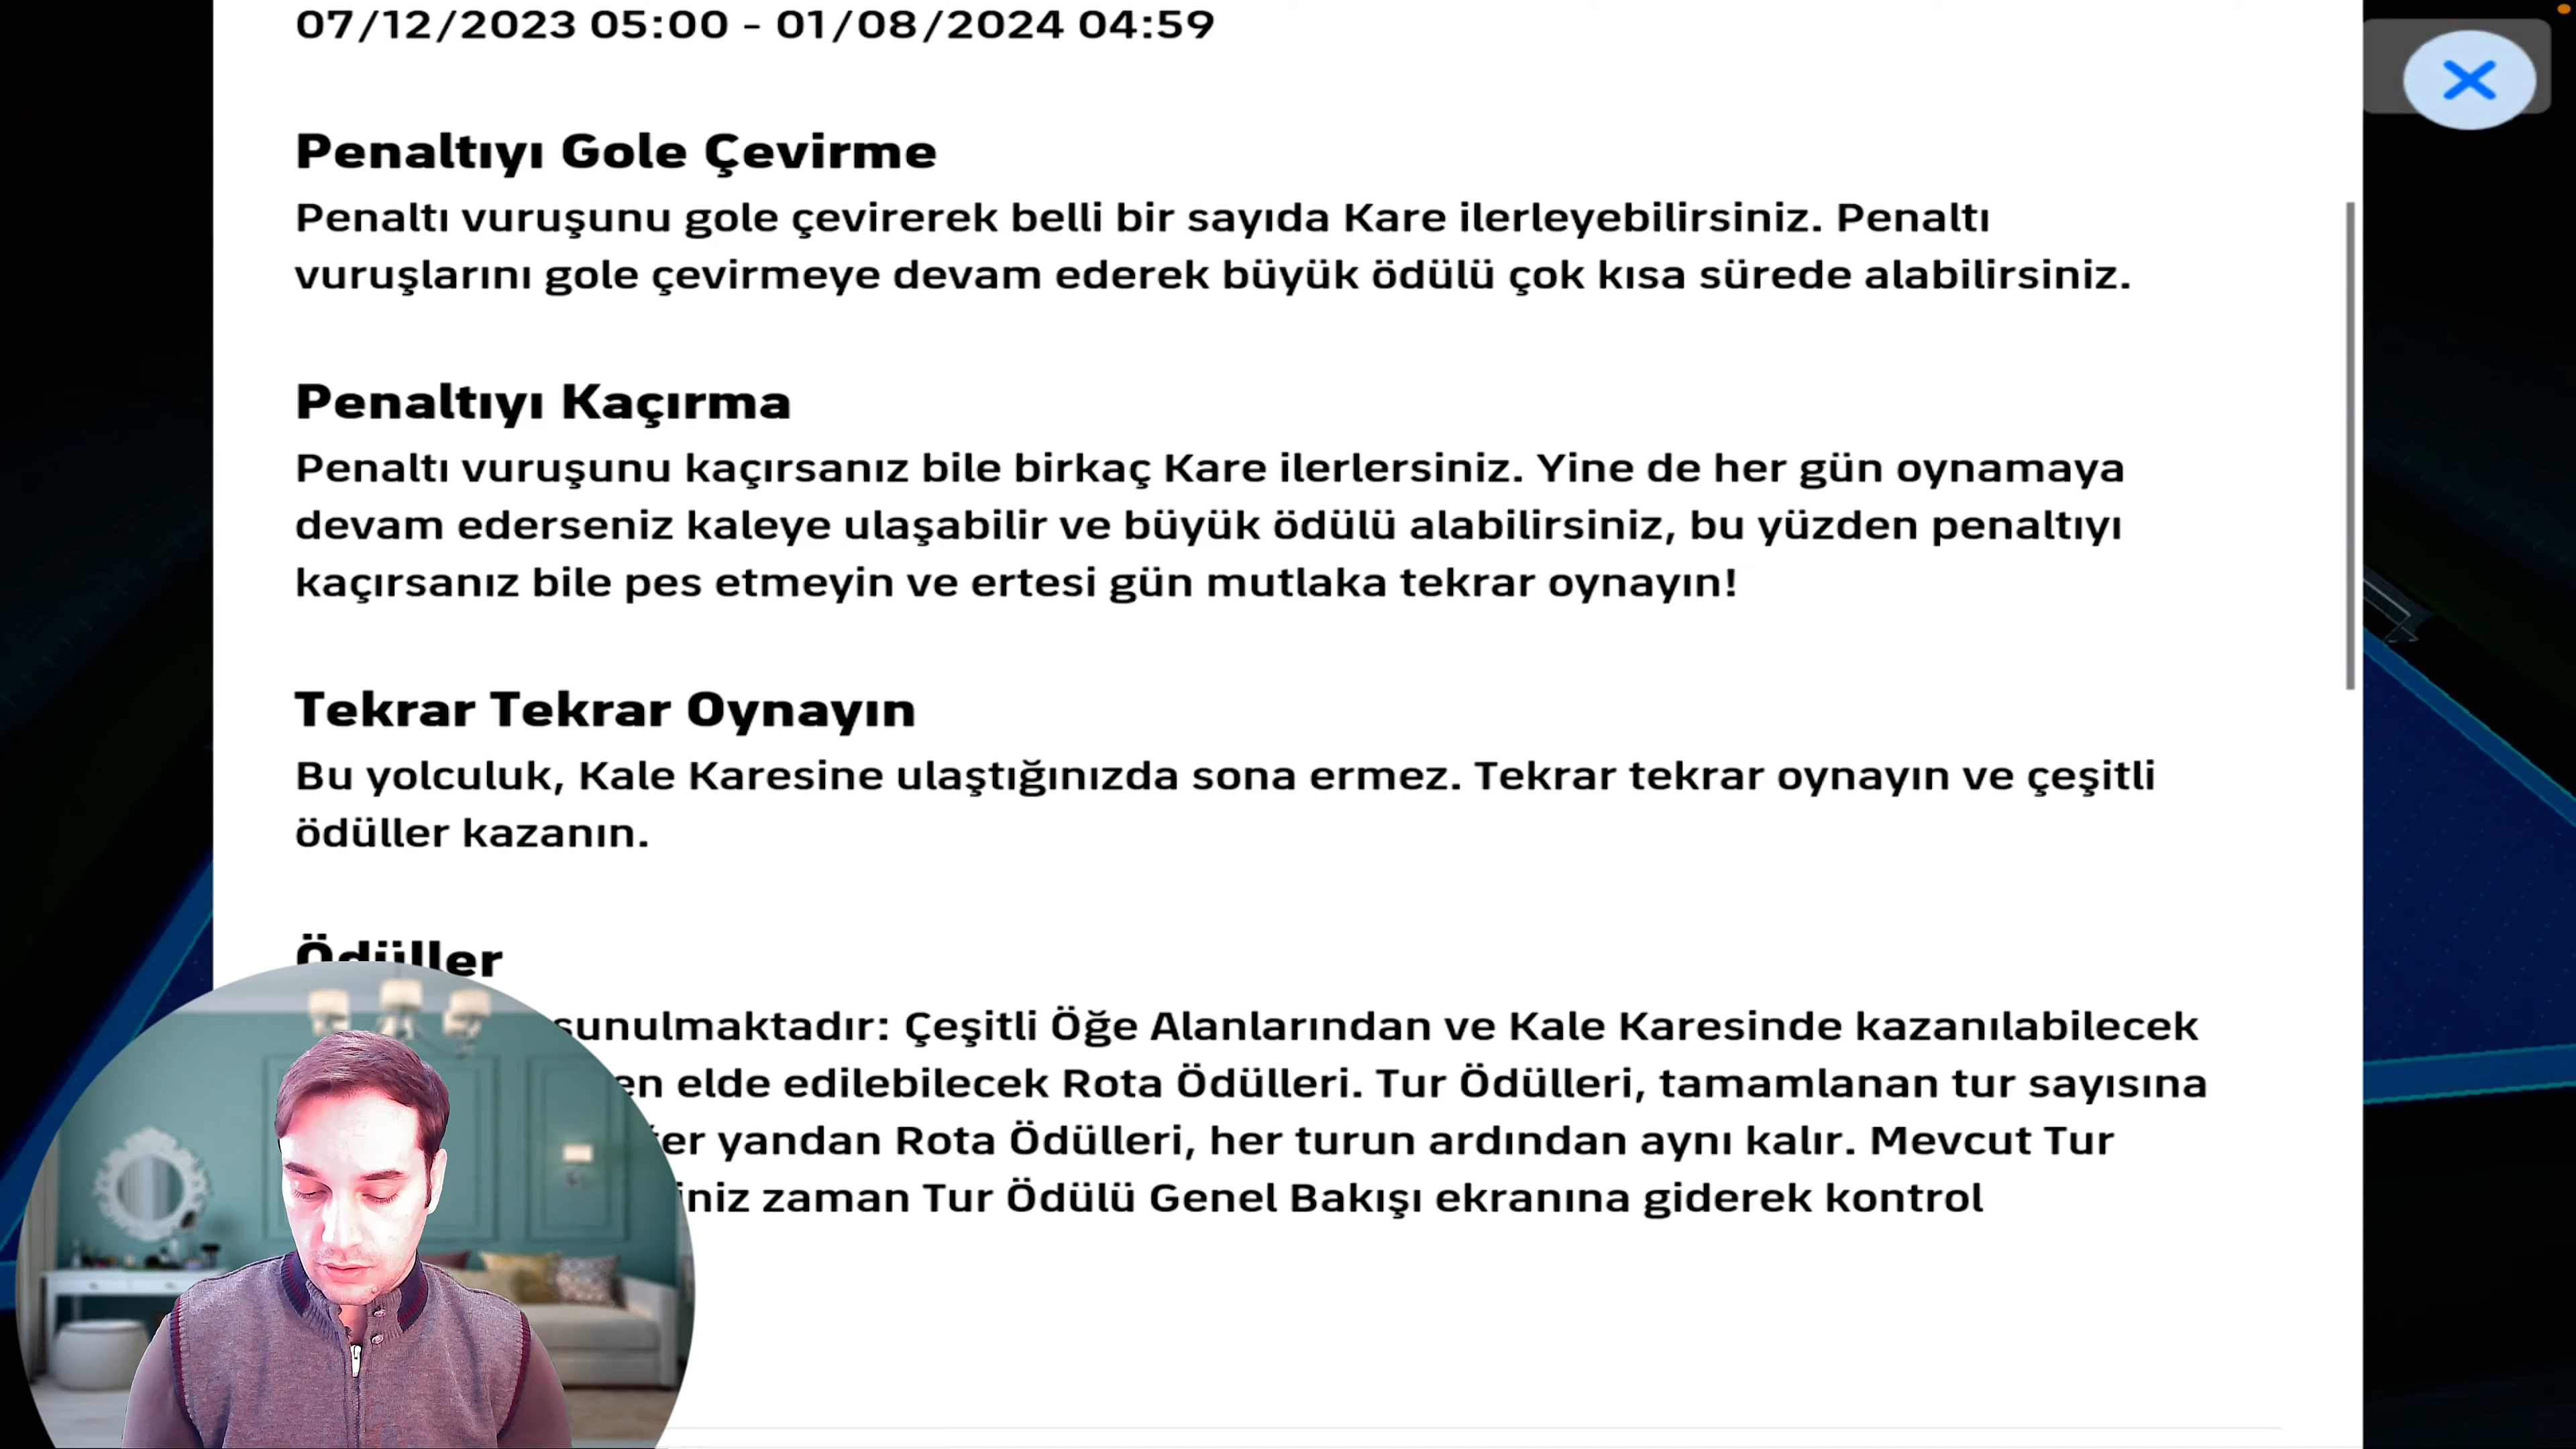 07/12/2023 05:00 - 01/08/2024 04:59
Penaltıyı Gole Çevirme
Penaltı vuruşunu gole çevirerek belli bir sayıda Kare ilerleyebilirsiniz. Penaltı
vuruşlarını gole çevirmeye devam ederek büyük ödülü çok kısa sürede alabilirsiniz.
Penaltıyı Kaçırma
Penaltı vuruşunu kaçırsanız bile birkaç Kare ilerlersiniz. Yine de her gün oynamaya
devam ederseniz kaleye ulaşabilir ve büyük ödülü alabilirsiniz, bu yüzden penaltıyı
kaçırsanız bile pes etmeyin ve ertesi gün mutlaka tekrar oynayın!
Tekrar Tekrar Oynayın
Bu yolculuk, Kale Karesine ulaştığınızda sona ermez. Tekrar tekrar oynayın ve çeşitli
ödüller kazanın.
Ödüller
sunulmaktadır: Çeşitli Öğe Alanlarından ve Kale Karesinde kazanılabilecek
elde edilebilecek Rota Ödülleri. Tur Ödülleri, tamamlanan tur sayısına
yandan Rota Ödülleri, her turun ardından aynı kalır. Mevcut Tur
zaman Tur Ödülü Genel Bakışı ekranına giderek kontrol